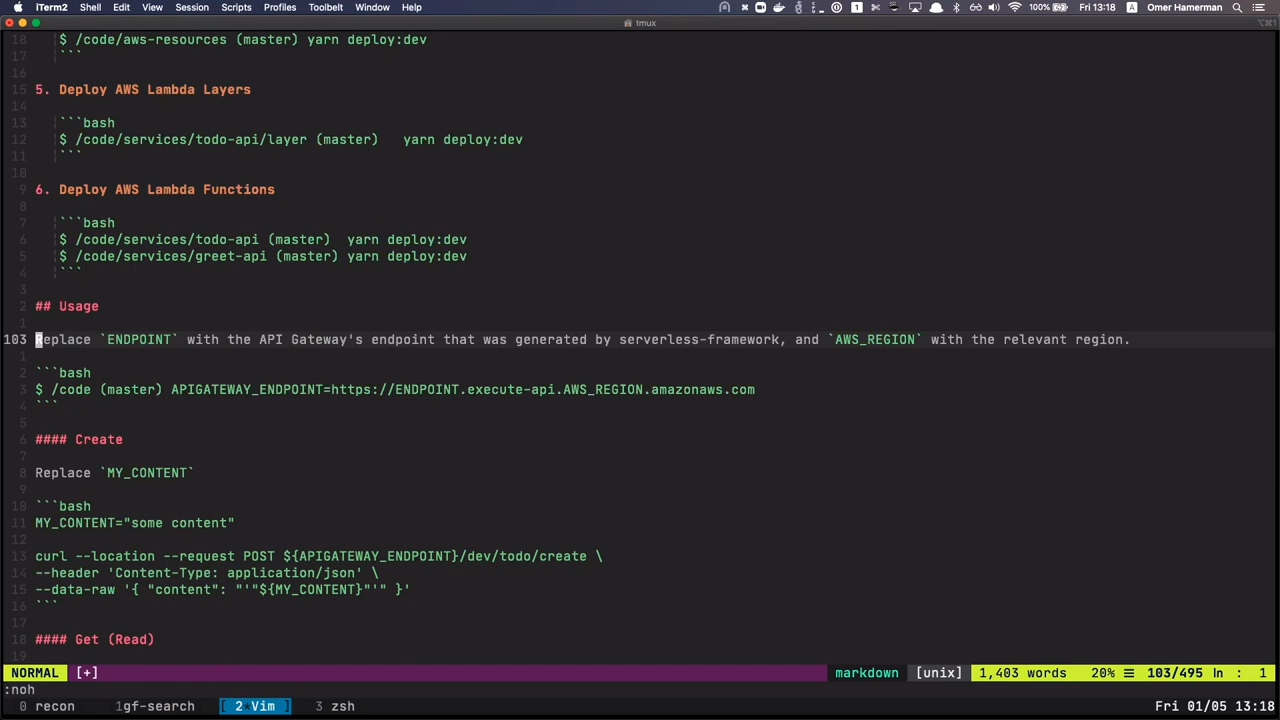 iTerm2 Shell Edit View Session Scripts Profiles Toolbelt Window Help 1 100% Fri 13:18 Omer Hamerman
tmux ⌥⌘1
18 $ /code/aws-resources (master) yarn deploy:dev
17 ```
16
15 5. Deploy AWS Lambda Layers
14
13 ```bash
12 $ /code/services/todo-api/layer (master) yarn deploy:dev
11 ```
10
9 6. Deploy AWS Lambda Functions
8
7 ```bash
6 $ /code/services/todo-api (master) yarn deploy:dev
5 $ /code/services/greet-api (master) yarn deploy:dev
4 ```
3
2 ## Usage
1
103 Replace `ENDPOINT` with the API Gateway's endpoint that was generated by serverless-framework, and `AWS_REGION` with the relevant region.
1
2 ```bash
3 $ /code (master) APIGATEWAY_ENDPOINT=https://ENDPOINT.execute-api.AWS_REGION.amazonaws.com
4 ```
5
6 #### Create
7
8 Replace `MY_CONTENT`
9
10 ```bash
11 MY_CONTENT="some content"
12
13 curl --location --request POST ${APIGATEWAY_ENDPOINT}/dev/todo/create \
14 --header 'Content-Type: application/json' \
15 --data-raw '{ "content": "'"${MY_CONTENT}"'" }'
16 ```
17
18 #### Get (Read)
19
NORMAL [+] markdown [unix] 1,403 words 20% ☰ 103/495 ln : 1
:noh
0 recon 1gf-search 2*Vim 3 zsh Fri 01/05 13:18